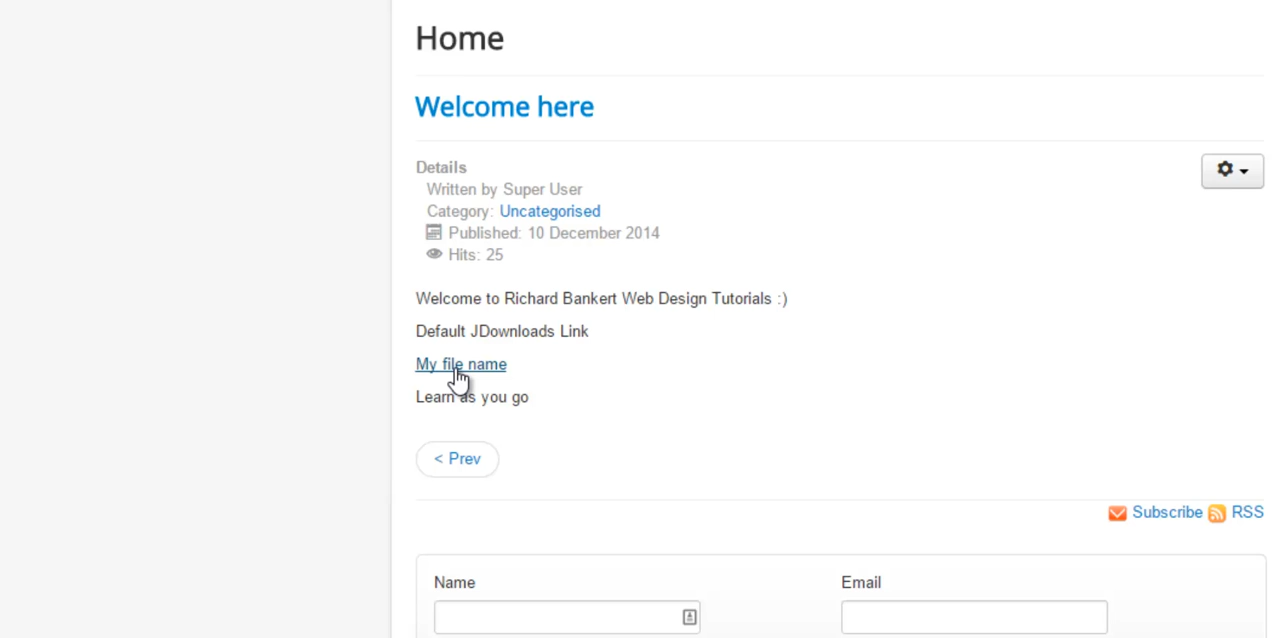 Home
Welcome here
Details
Written by Super User
Category: Uncategorised
Published: 10 December 2014
Hits: 25
Welcome to Richard Bankert Web Design Tutorials :)
Default JDownloads Link
My file name
Learn as you go
< Prev
Subscribe RSS
Name Email